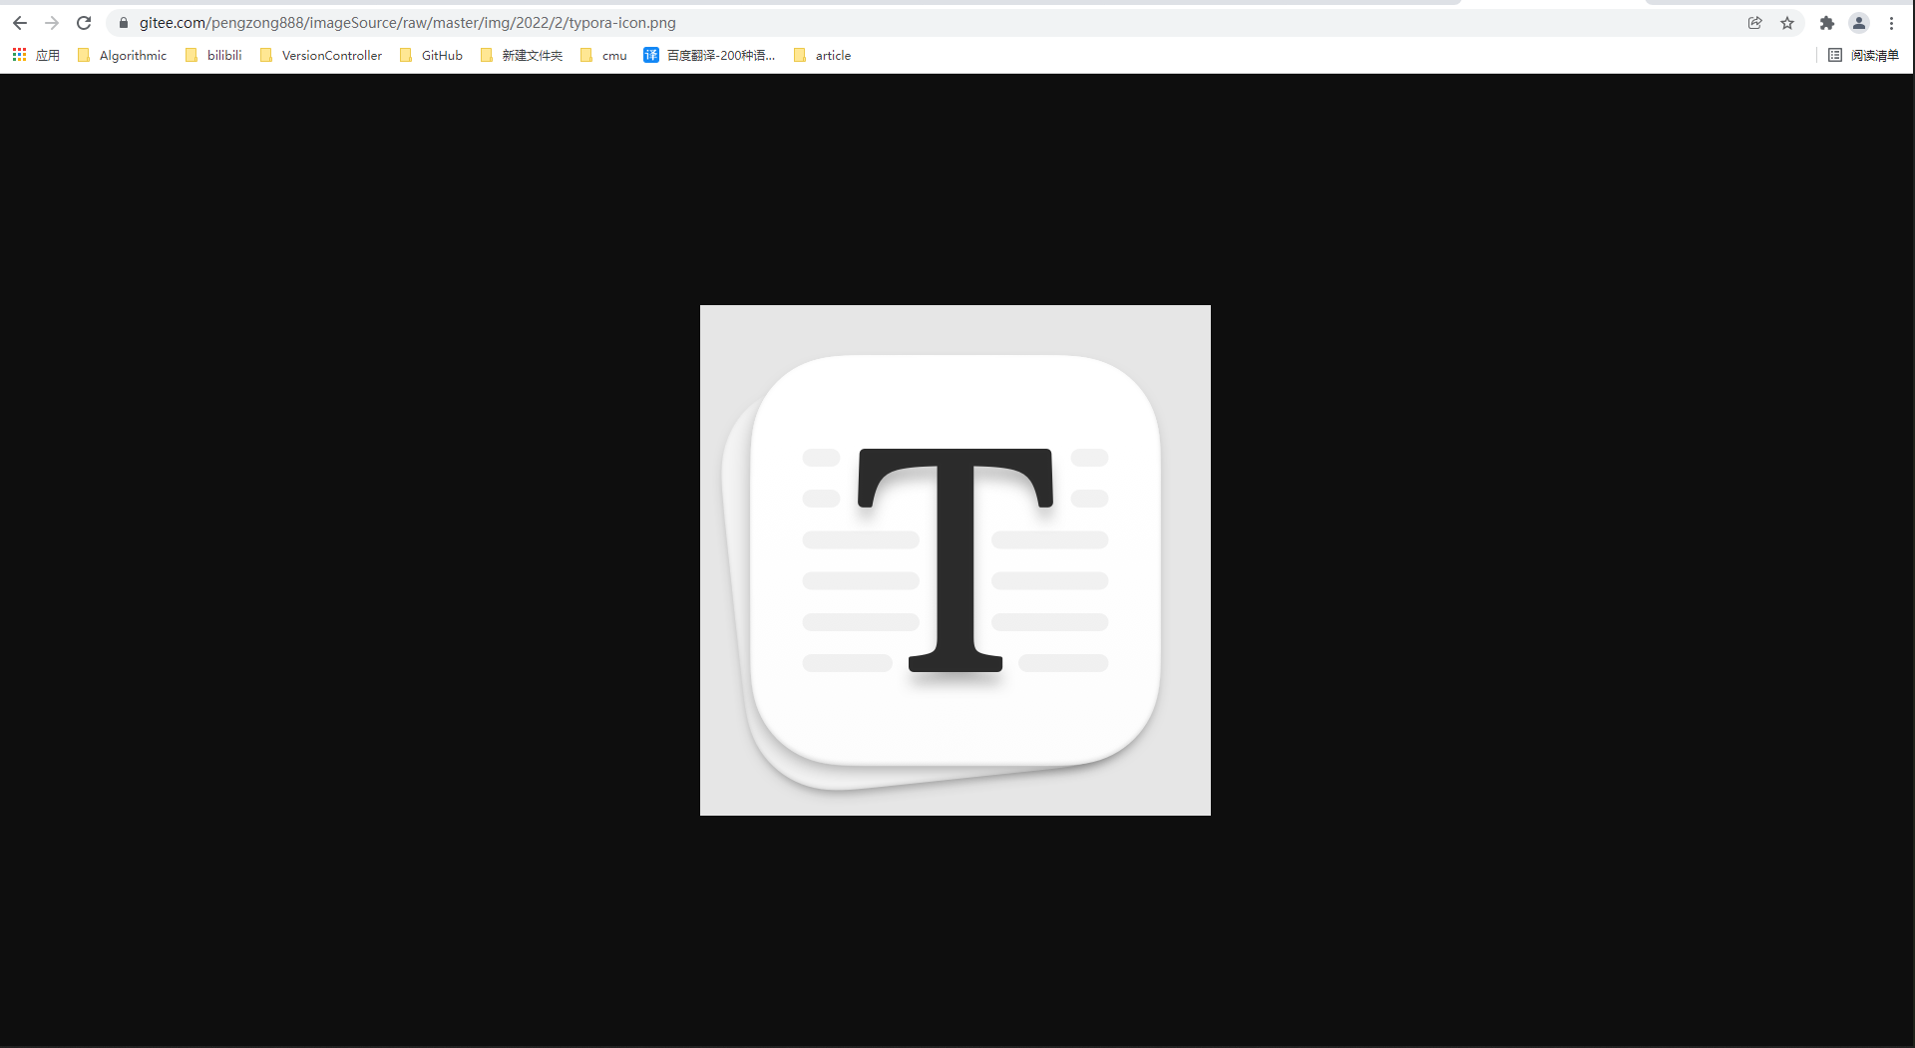 gitee.com/pengzong888/imageSource/raw/master/img/2022/2/typora-icon.png
应用 Algorithmic bilibili VersionController GitHub 新建文件夹 cmu 译 百度翻译-200种语... article 阅读清单
T